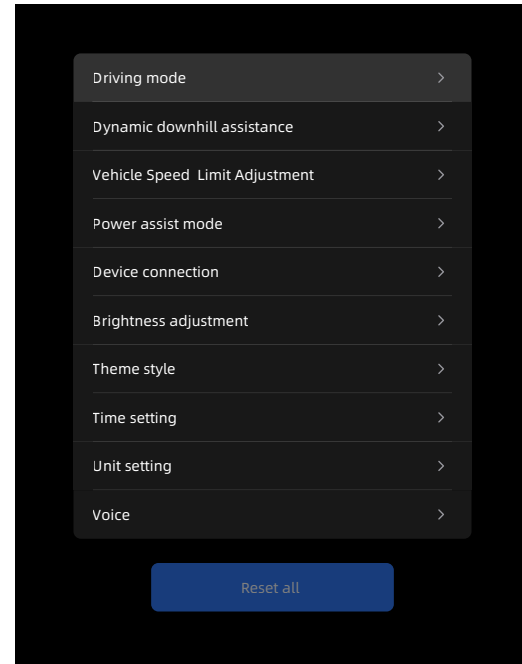 Driving mode
Dynamic downhill assistance
Vehicle Speed  Limit Adjustment
Power assist mode
Device connection
Brightness adjustment
Theme style
Time setting
Unit setting
Voice
Reset all